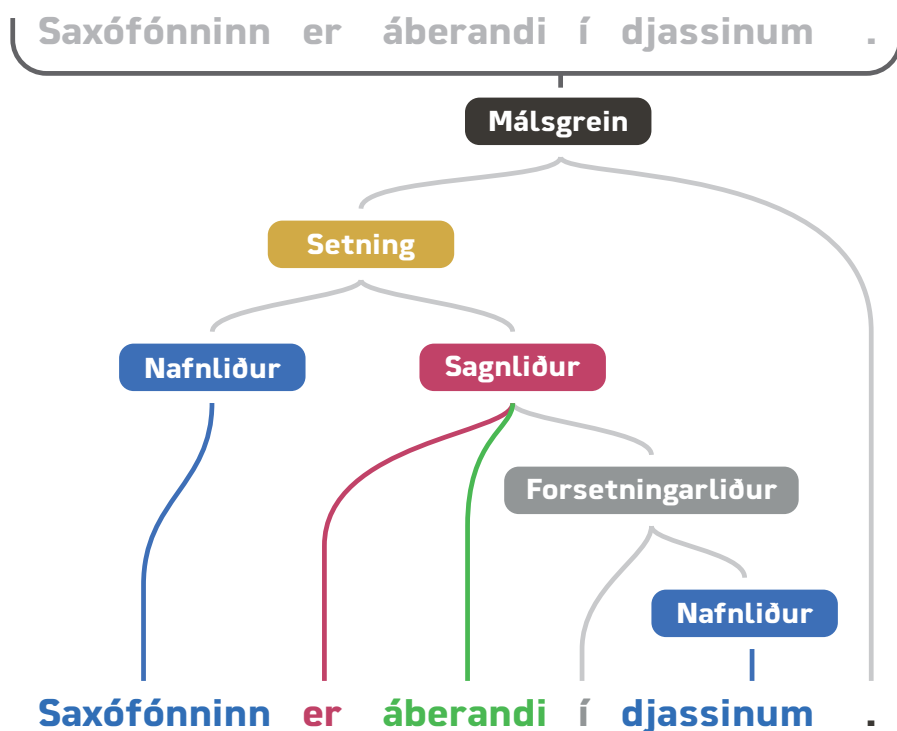 Saxófónninn er áberandi í djassinum .
Málsgrein
Setning
Nafnliður Sagnliður
Forsetningarliður
Nafnliður
Saxófónninn er áberandi í djassinum .